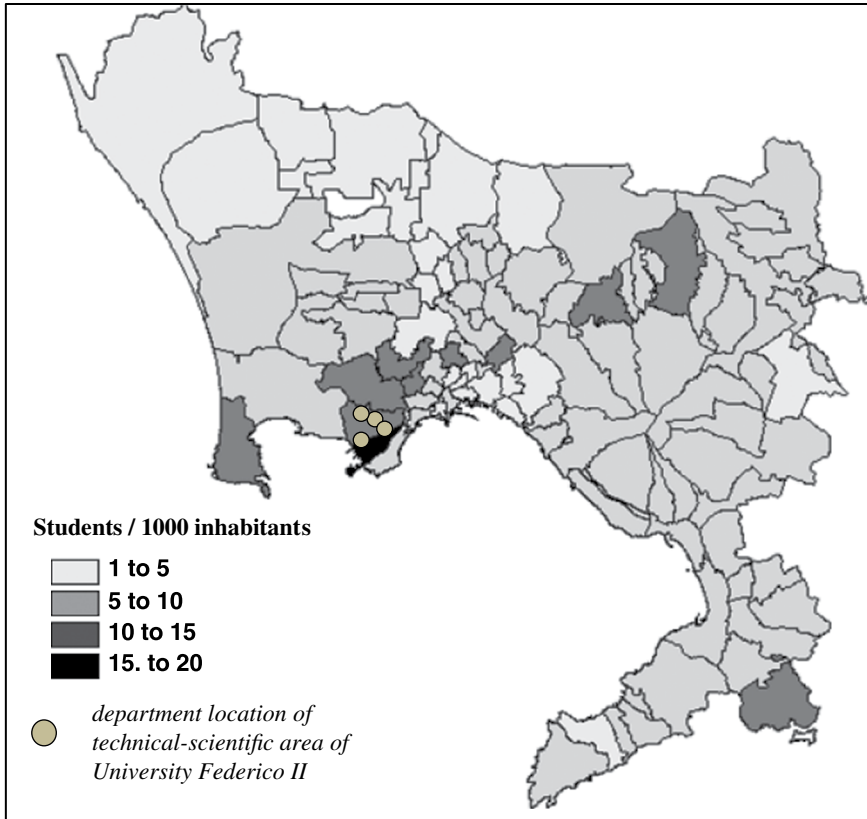 Students / 1000 inhabitants
1 to 5
5 to 10
10 to 15
15. to 20
department location of
technical-scientific area of
University Federico II